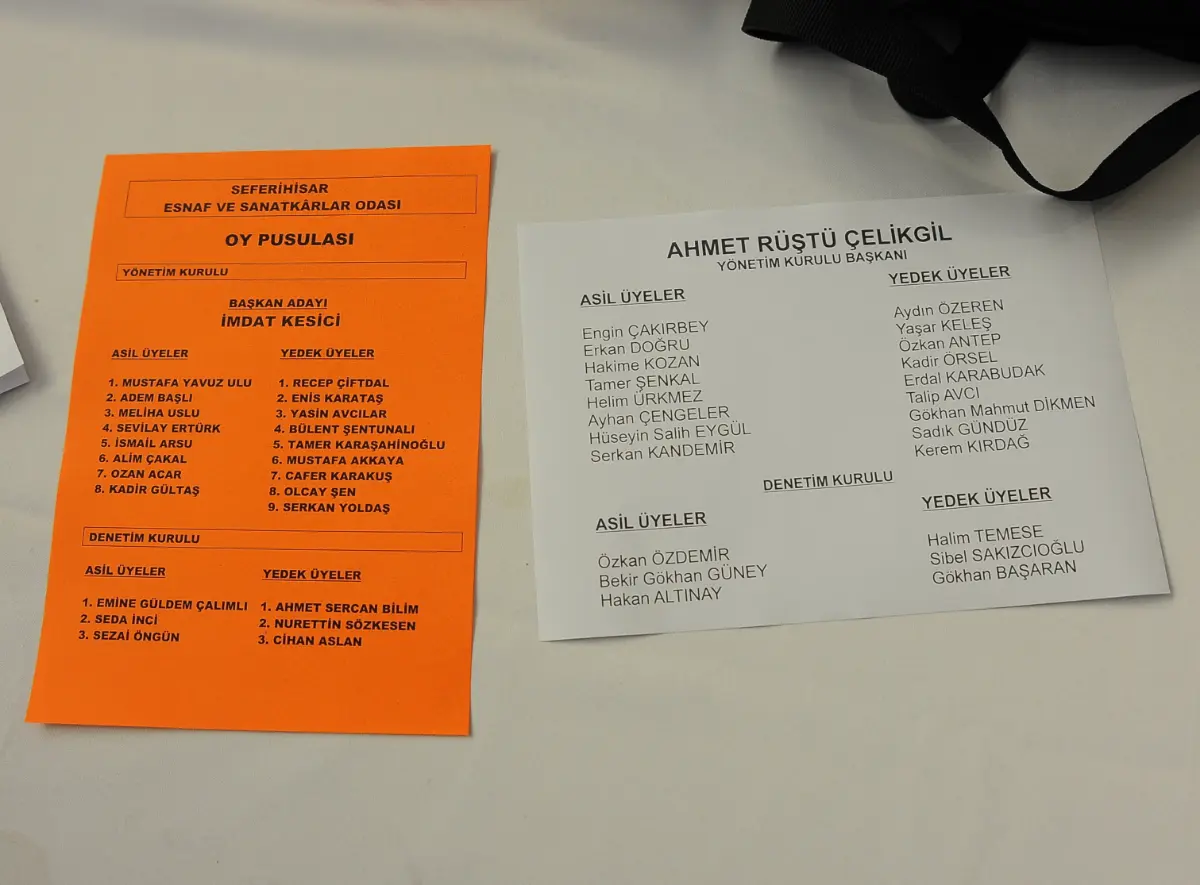 SEFERİHİSAR
ESNAF VE SANATKÂRLAR ODASI
OY PUSULASI
YÖNETİM KURULU
BAŞKAN ADAYI
İMDAT KESİCİ
ASİL ÜYELER
1. MUSTAFA YAVUZ ULU
2. ADEM BAŞLI
3. MELİHA USLU
4. SEVİLAY ERTÜRK
5. İSMAİL ARSU
6. ALİM ÇAKAL
7. OZAN ACAR
8. KADİR GÜLTAŞ
YEDEK ÜYELER
1. RECEP ÇİFTDAL
2. ENİS KARATAŞ
3. YASİN AVCILAR
4. BÜLENT ŞENTUNALI
5. TAMER KARAŞAHİNOĞLU
6. MUSTAFA AKKAYA
7. CAFER KARAKUŞ
8. OLCAY ŞEN
9. SERKAN YOLDAŞ
DENETİM KURULU
ASİL ÜYELER
1. EMİNE GÜLDEM ÇALIMLI
2. SEDA İNCİ
3. SEZAİ ÖNGÜN
YEDEK ÜYELER
1. AHMET SERCAN BİLİM
2. NURETTİN SÖZKESEN
3. CİHAN ASLAN
AHMET RÜŞTÜ ÇELİKGİL
YÖNETİM KURULU BAŞKANI
ASİL ÜYELER
Engin ÇAKIRBEY
Erkan DOĞRU
Hakime KOZAN
Tamer ŞENKAL
Helim ÜRKMEZ
Ayhan ÇENGELER
Hüseyin Salih EYGÜL
Serkan KANDEMİR
YEDEK ÜYELER
Aydın ÖZEREN
Yaşar KELEŞ
Özkan ANTEP
Kadir ÖRSEL
Erdal KARABUDAK
Talip AVCI
Gökhan Mahmut DİKMEN
Sadık GÜNDÜZ
Kerem KIRDAĞ
DENETİM KURULU
ASİL ÜYELER
Özkan ÖZDEMİR
Bekir Gökhan GÜNEY
Hakan ALTINAY
YEDEK ÜYELER
Halim TEMESE
Sibel SAKIZCIOĞLU
Gökhan BAŞARAN